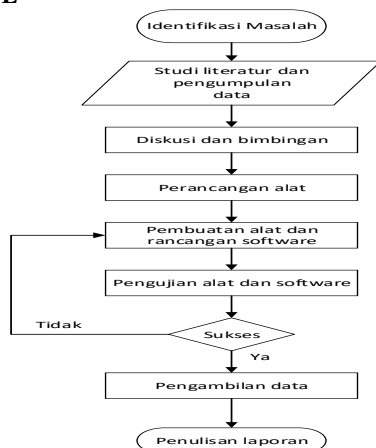 Identifikasi Masalah
Studi literatur dan
pengumpulan
data
Diskusi dan bimbingan
Perancangan alat
Pembuatan alat dan
rancangan software
Pengujian alat dan software
Sukses
Tidak
Ya
Pengambilan data
Penulisan laporan